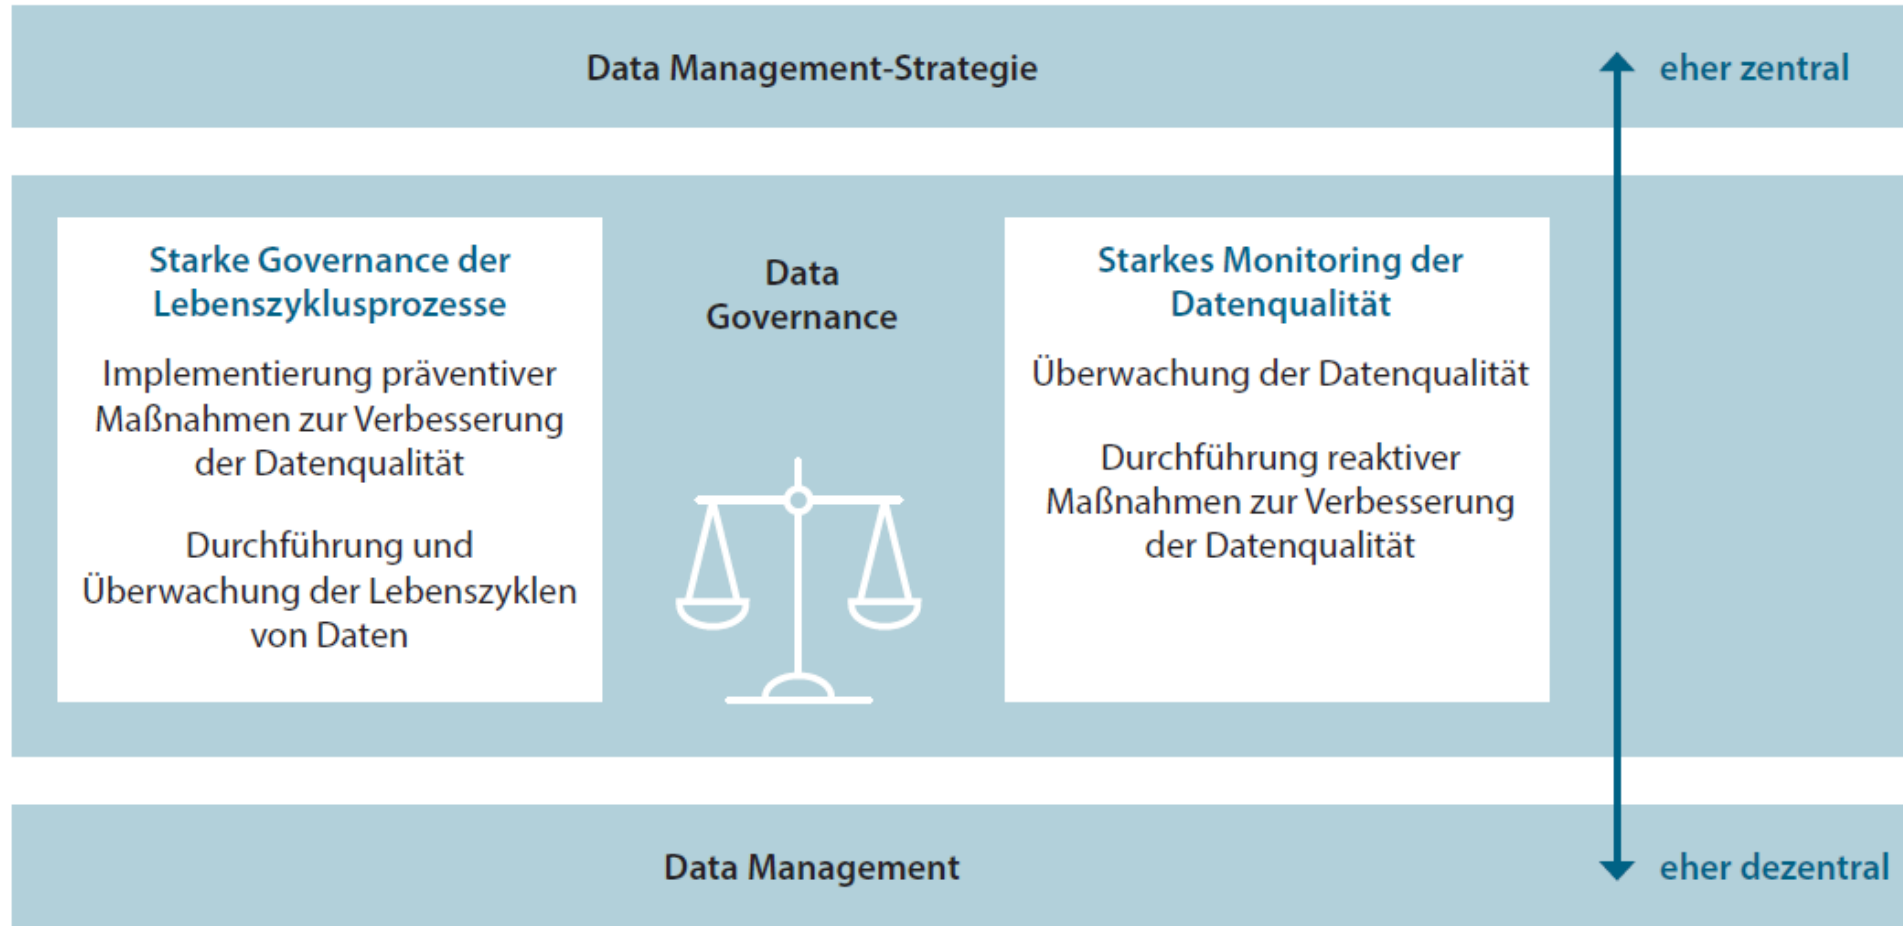 Data Management-Strategie
eher zentral
Starke Governance der
Lebenszyklusprozesse
Implementierung präventiver
Maßnahmen zur Verbesserung
der Datenqualität
Durchführung und
Überwachung der Lebenszyklen
von Daten
Data
Governance
Starkes Monitoring der
Datenqualität
Überwachung der Datenqualität
Durchführung reaktiver
Maßnahmen zur Verbesserung
der Datenqualität
Data Management
eher dezentral